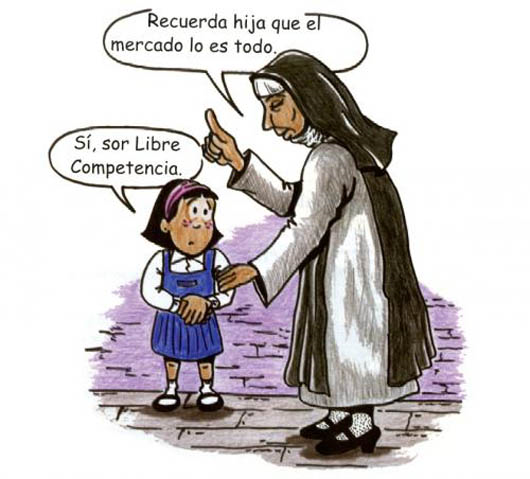 Recuerda hija que el
mercado lo es todo.
Sí, sor Libre
Competencia.